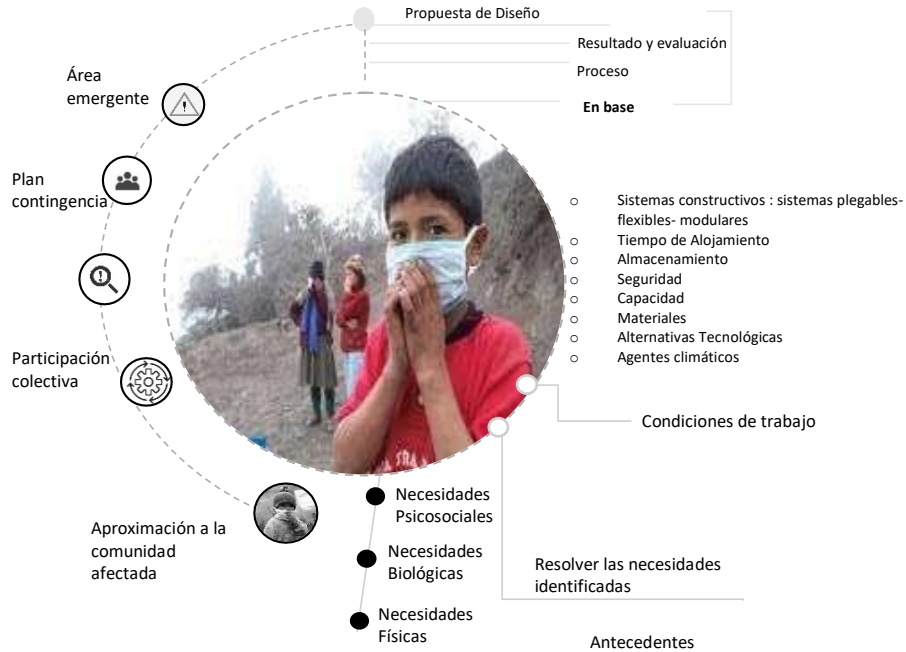 Propuesta de Diseño
Resultado y evaluación
Proceso
En base
Área
emergente
Plan
contingencia
Participación
colectiva
Aproximación a la
comunidad
afectada
o Sistemas constructivos : sistemas plegables-
flexibles- modulares
o Tiempo de Alojamiento
o Almacenamiento
o Seguridad
o Capacidad
o Materiales
o Alternativas Tecnológicas
o Agentes climáticos
Condiciones de trabajo
Necesidades
Psicosociales
Necesidades
Biológicas
Necesidades
Físicas
Resolver las necesidades
identificadas
Antecedentes